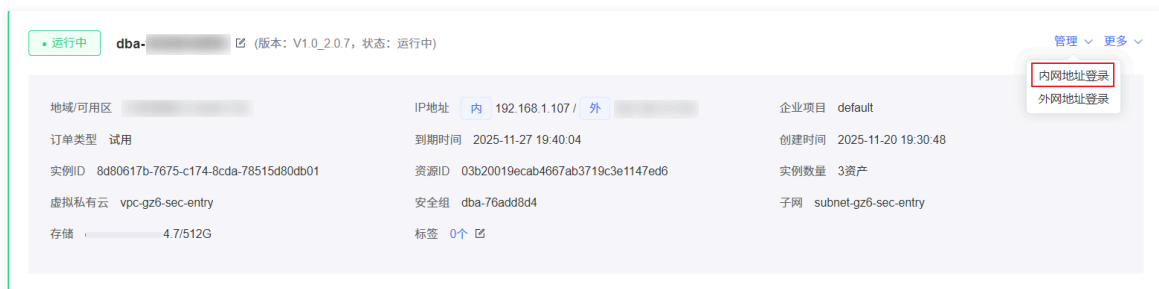 运行中 dba- (版本：V1.0_2.0.7，状态：运行中) 管理 更多
内网地址登录
外网地址登录
地域/可用区 IP地址 内 192.168.1.107 / 外 企业项目 default
订单类型 试用 到期时间 2025-11-27 19:40:04 创建时间 2025-11-20 19:30:48
实例ID 8d80617b-7675-c174-8cda-78515d80db01 资源ID 03b20019ecab4667ab3719c3e1147ed6 实例数量 3资产
虚拟私有云 vpc-gz6-sec-entry 安全组 dba-76add8d4 子网 subnet-gz6-sec-entry
存储 4.7/512G 标签 0个